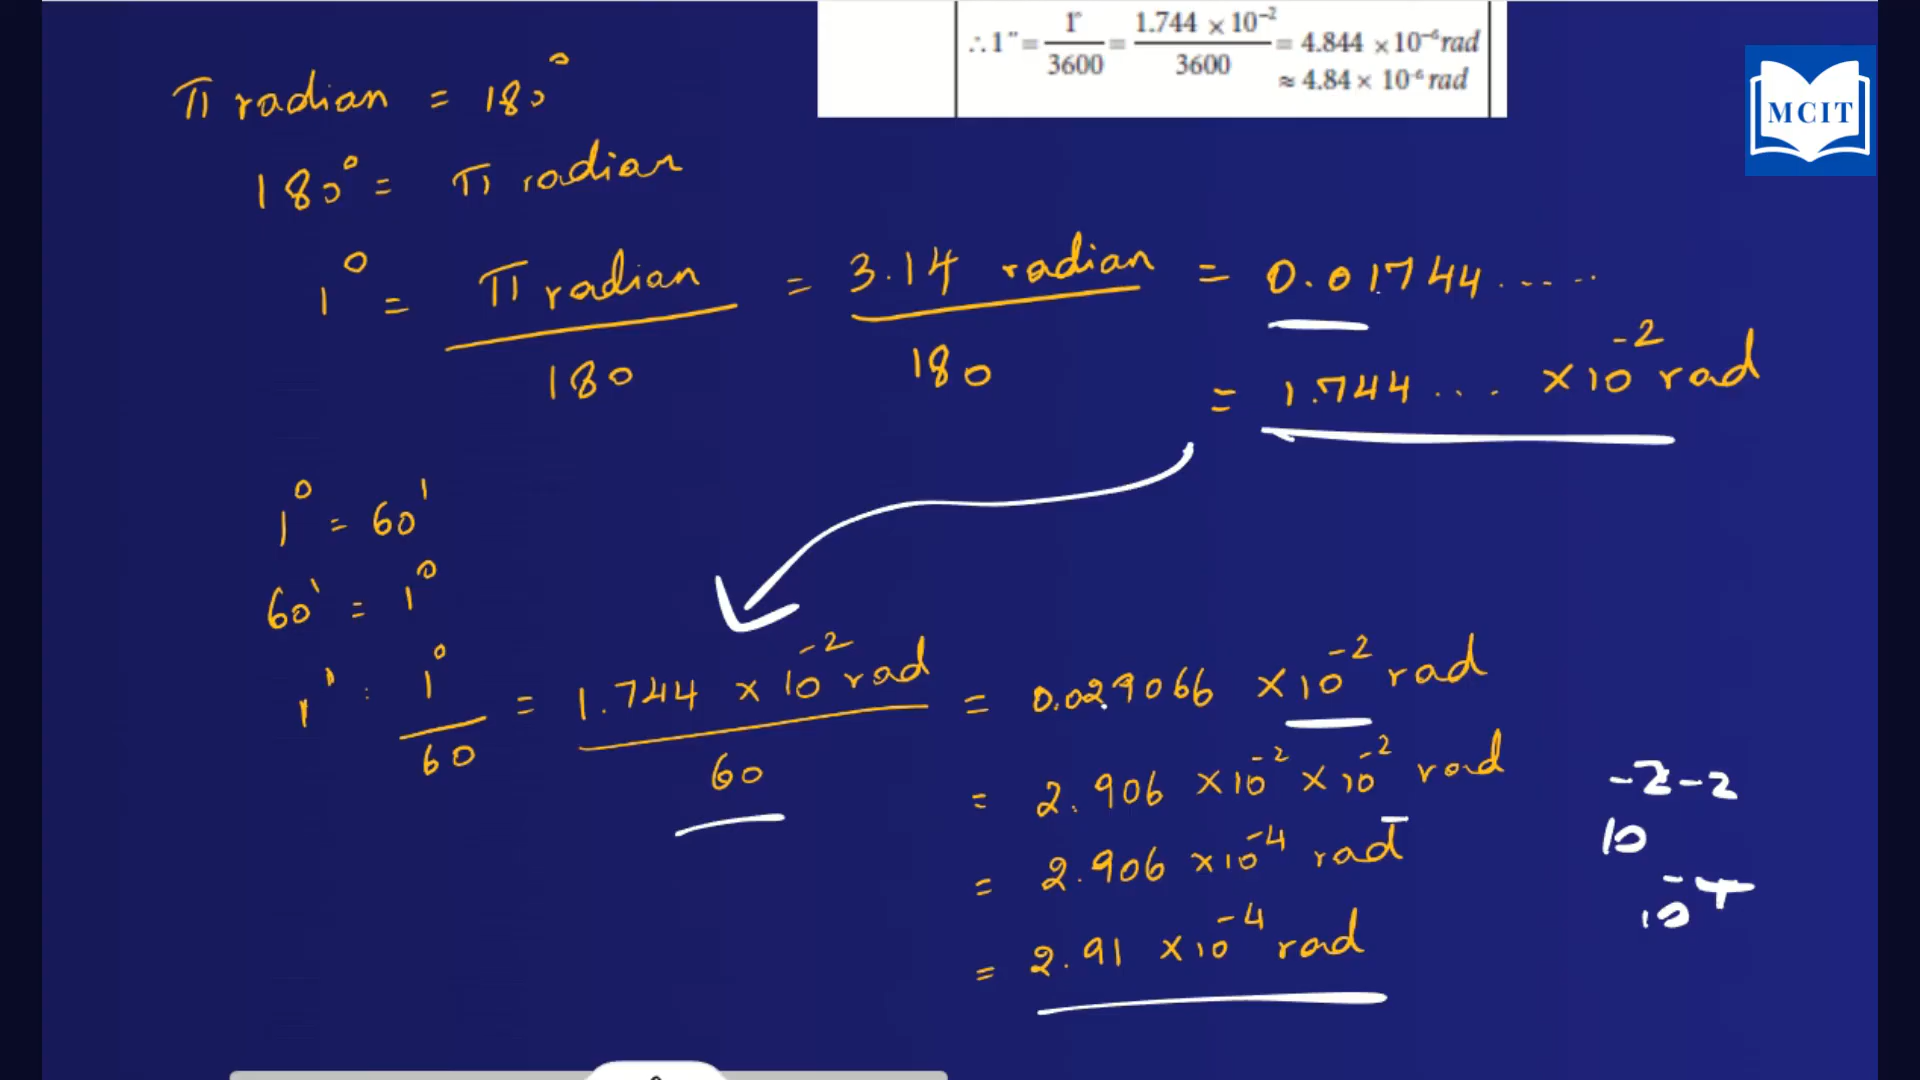 ∴1" = 1°/3600 = 1.744 × 10⁻²/3600 = 4.844 × 10⁻⁶ rad
≈ 4.84 × 10⁻⁶ rad
MCIT
π radian = 180°
180° = π radian
1° = π radian/180 = 3.14 radian/180 = 0.01744.....
= 1.744... × 10⁻² rad
1° = 60'
60' = 1°
1' : 1°/60 = 1.744 × 10⁻² rad/60 = 0.029066 × 10⁻² rad
= 2.906 × 10⁻² × 10⁻² rad
= 2.906 × 10⁻⁴ rad
= 2.91 × 10⁻⁴ rad
10⁻²⁻²
10⁻⁴